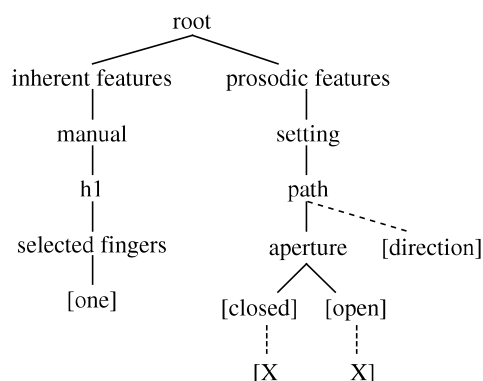 root
inherent features prosodic features
manual setting
h1 path
selected fingers aperture [direction]
[one] [closed] [open]
[X X]